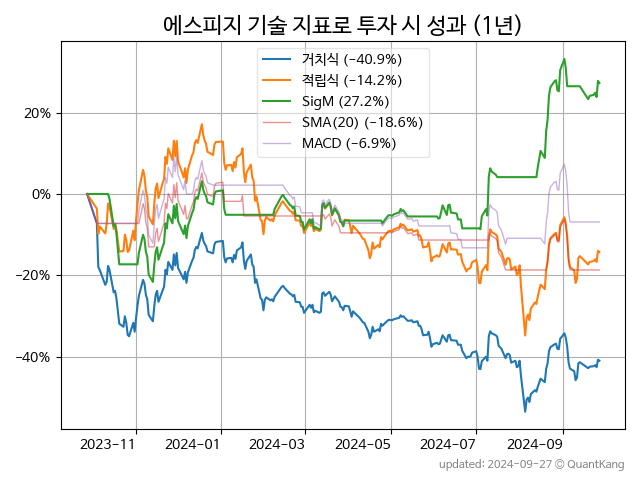 에스피지 기술 지표로 투자 시 성과 (1년)
거치식 (−40.9%)
적립식 (−14.2%)
SigM (27.2%)
SMA(20) (−18.6%)
MACD (−6.9%)
20%
0%
−20%
−40%
2023-11 2024-01 2024-03 2024-05 2024-07 2024-09
updated: 2024-09-27 © QuantKang